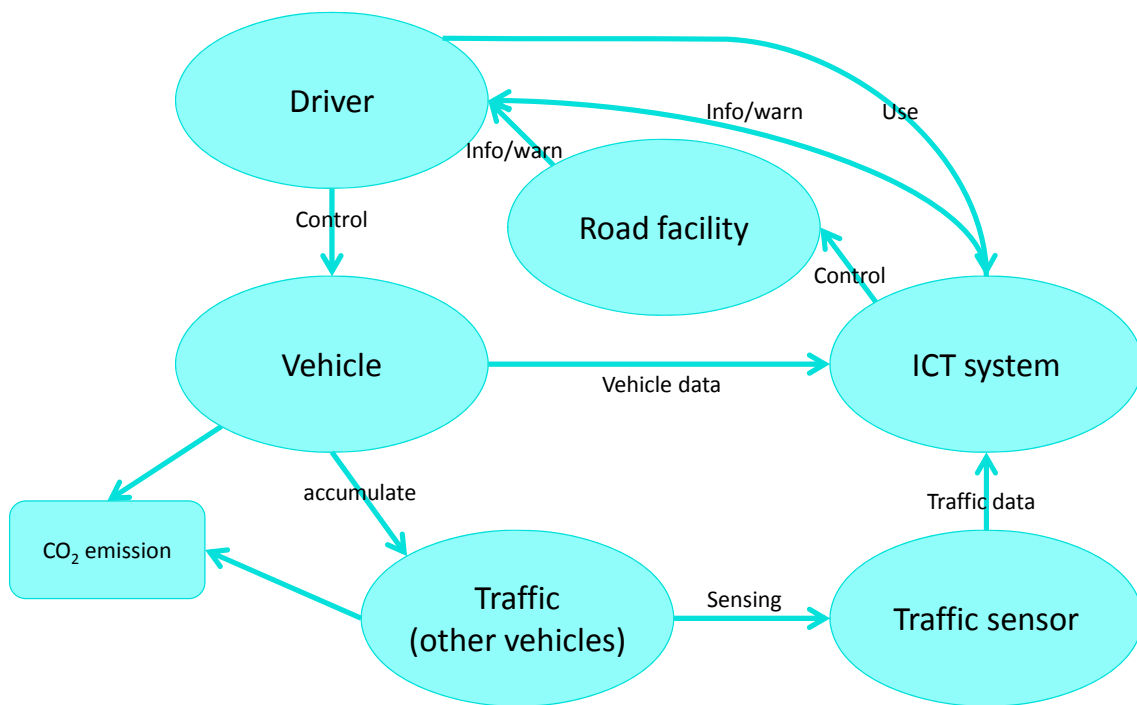 Driver
Info/warn
Use
Info/warn
Control
Road facility
Control
Vehicle
ICT system
Vehicle data
accumulate
Traffic data
CO₂ emission
Traffic
(other vehicles)
Sensing
Traffic sensor